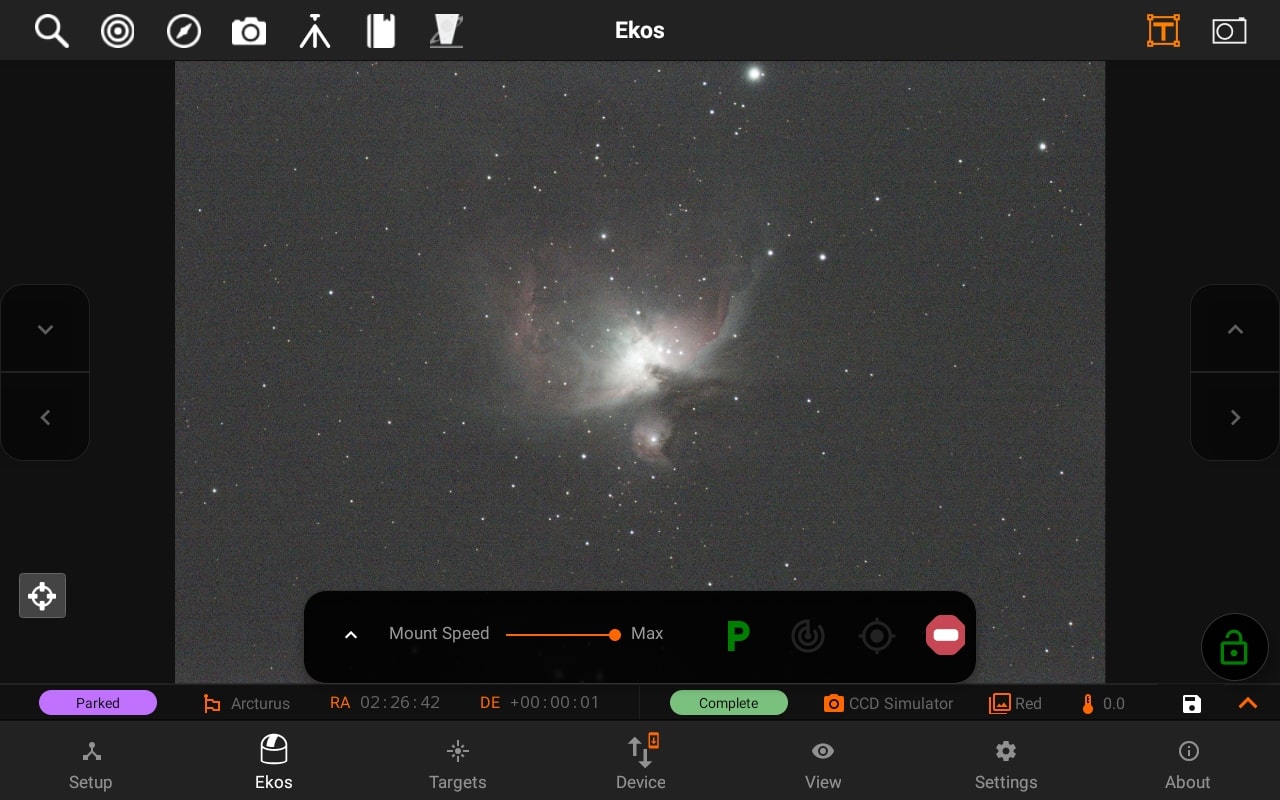 Ekos
T
Mount Speed Max P
Parked Arcturus RA 02:26:42 DE +00:00:01 Complete CCD Simulator Red 0.0
Setup Ekos Targets Device View Settings About